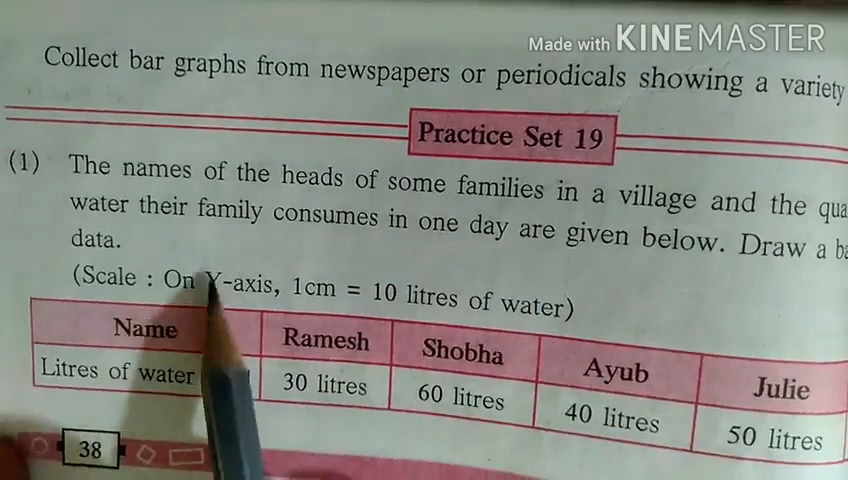 Made with KINEMASTER
Collect bar graphs from newspapers or periodicals showing a variety
Practice Set 19
(1) The names of the heads of some families in a village and the
water their family consumes in one day are given below. Draw a
data.
(Scale : On Y-axis, 1cm = 10 litres of water)
Name Ramesh Shobha Ayub Julie
Litres of water 30 litres 60 litres 40 litres 50 litres
38